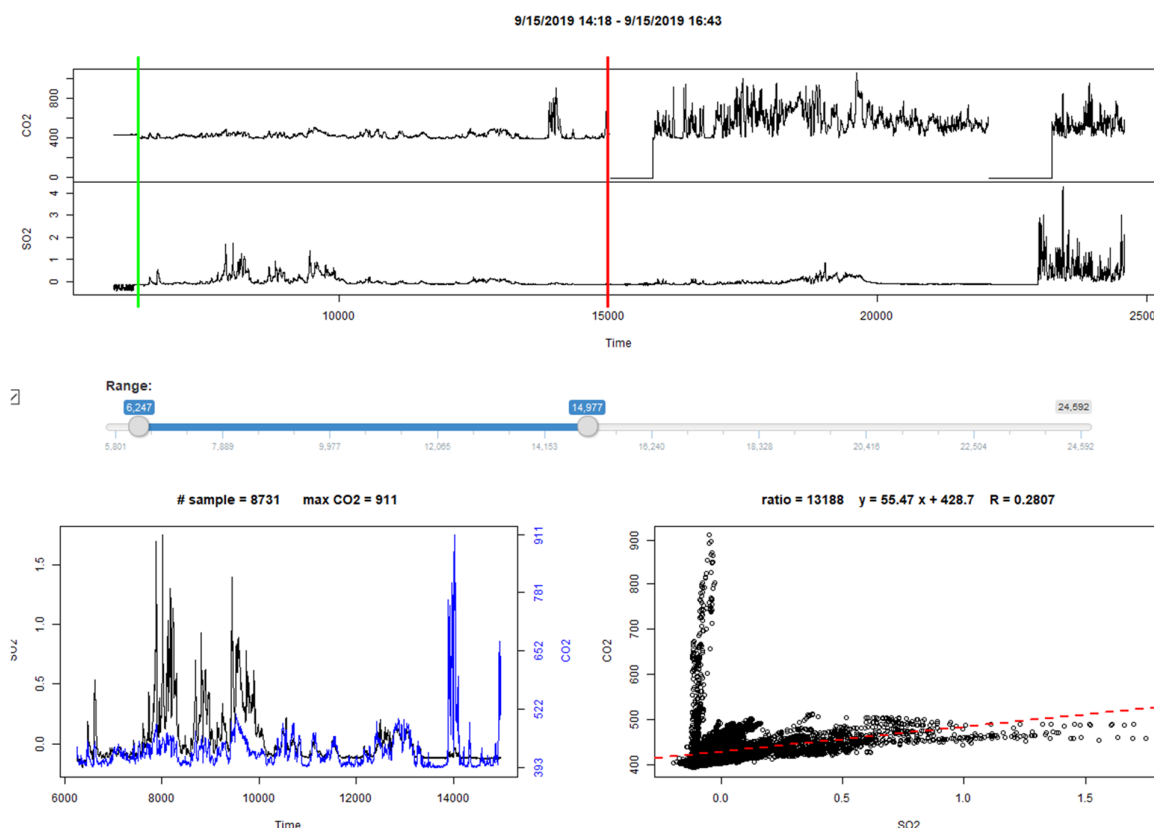 9/15/2019 14:18 - 9/15/2019 16:43
CO2
800
400
0
SO2
4
3
2
1
0
10000 15000 20000 2500
Time
Range:
6,247 14,977 24,592
5,801 7,889 9,977 12,065 14,153 16,240 18,328 20,416 22,504 24,592
# sample = 8731 max CO2 = 911
SO2
1.5
1.0
0.5
0.0
911
781
652
522
393
CO2
6000 8000 10000 12000 14000
Time
ratio = 13188 y = 55.47 x + 428.7 R = 0.2807
CO2
900
800
700
600
500
400
0.0 0.5 1.0 1.5
SO2